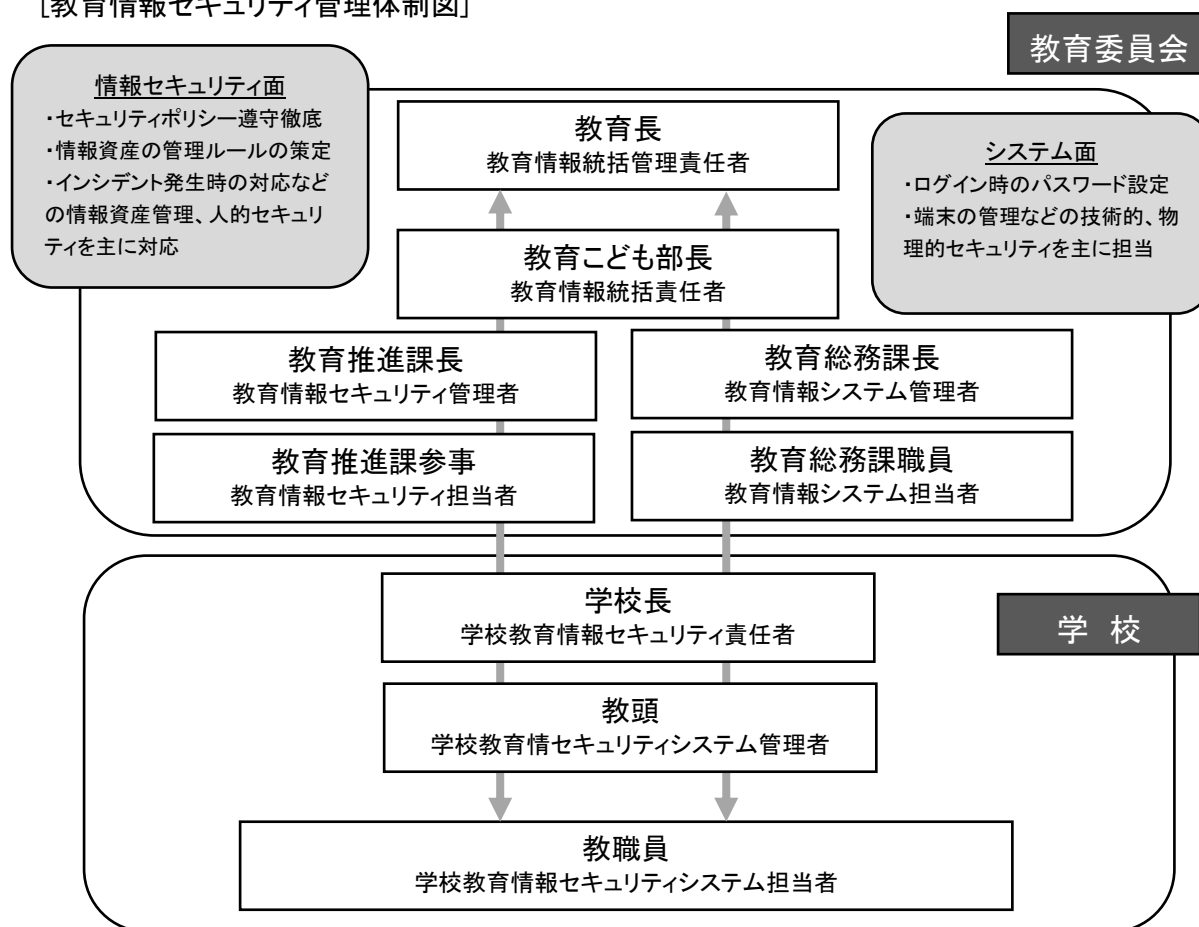 [教育情報セキュリティ管理体制図]
教育委員会
情報セキュリティ面
・セキュリティポリシー遵守徹底
・情報資産の管理ルールの策定
・インシデント発生時の対応など
の情報資産管理、人的セキュリ
ティを主に対応
教育長
教育情報統括管理責任者
システム面
・ログイン時のパスワード設定
・端末の管理などの技術的、物
理的セキュリティを主に担当
教育こども部長
教育情報統括責任者
教育推進課長
教育情報セキュリティ管理者
教育総務課長
教育情報システム管理者
教育推進課参事
教育情報セキュリティ担当者
教育総務課職員
教育情報システム担当者
学校長
学校教育情報セキュリティ責任者
学 校
教頭
学校教育情セキュリティシステム管理者
教職員
学校教育情報セキュリティシステム担当者